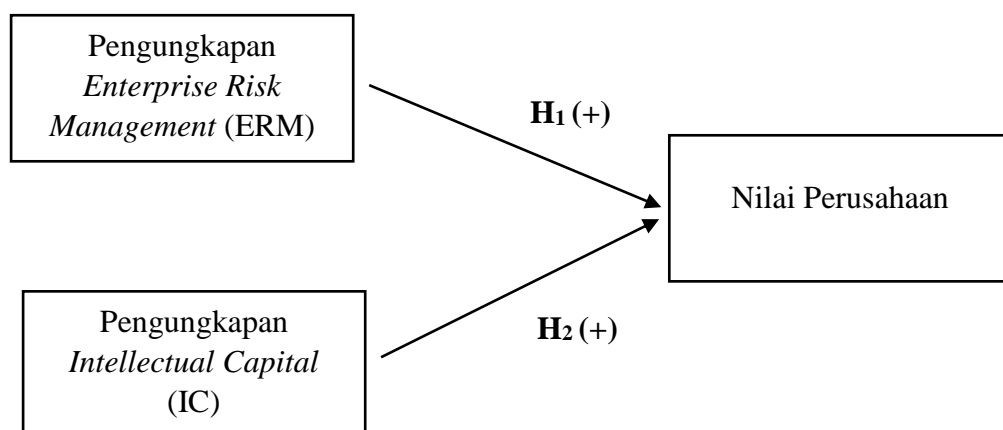 Pengungkapan
Enterprise Risk
Management (ERM)
H1 (+)
Nilai Perusahaan
Pengungkapan
Intellectual Capital
(IC)
H2 (+)